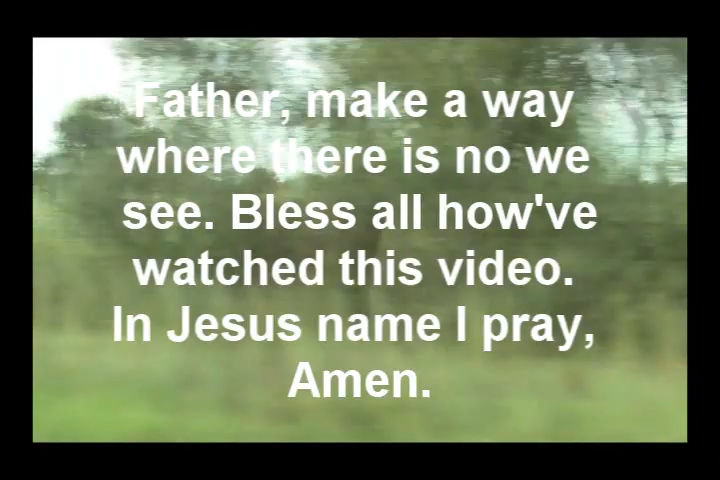 Father, make a way
where there is no we
see. Bless all how've
watched this video.
In Jesus name I pray,
Amen.